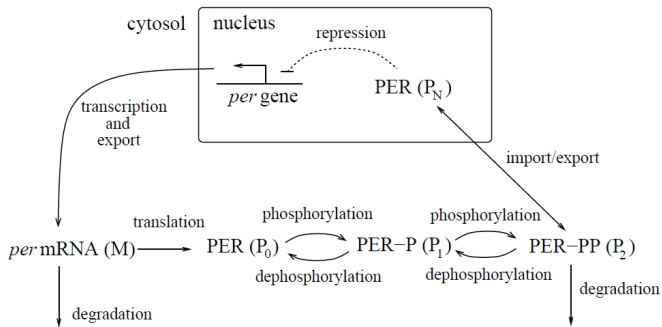 cytosol
nucleus
repression
per gene
PER (P_N)
transcription
and
export
import/export
per mRNA (M)
translation
PER (P_0)
phosphorylation
dephosphorylation
PER−P (P_1)
phosphorylation
dephosphorylation
PER−PP (P_2)
degradation
degradation